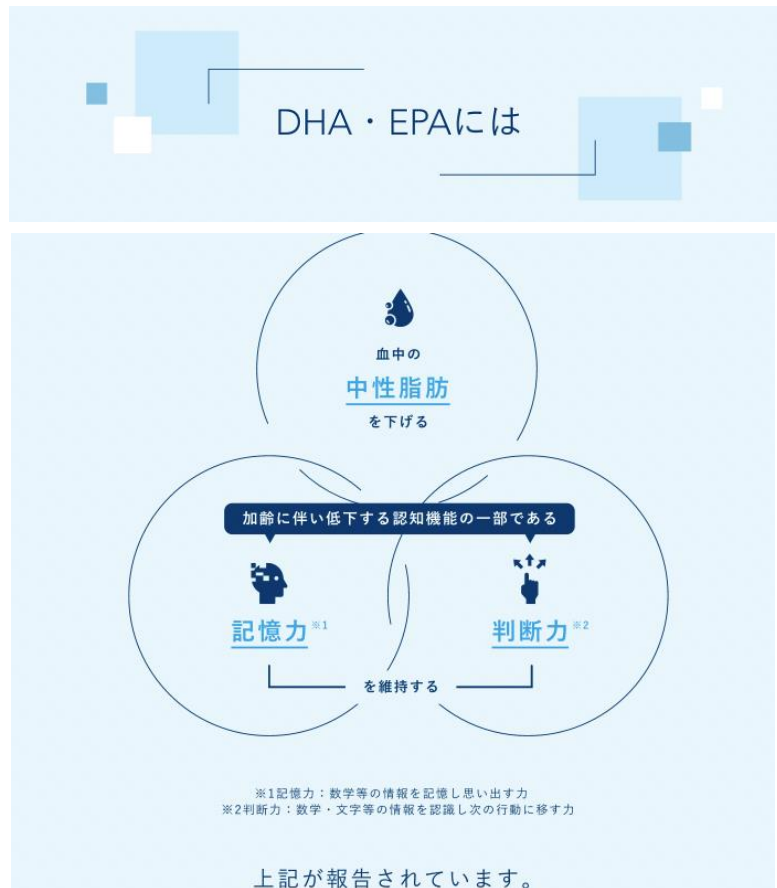 DHA・EPAには
血中の
中性脂肪
を下げる
加齢に伴い低下する認知機能の一部である
記憶力※1
判断力※2
を維持する
※1記憶力：数学等の情報を記憶し思い出す力
※2判断力：数学・文字等の情報を認識し次の行動に移す力
上記が報告されています。